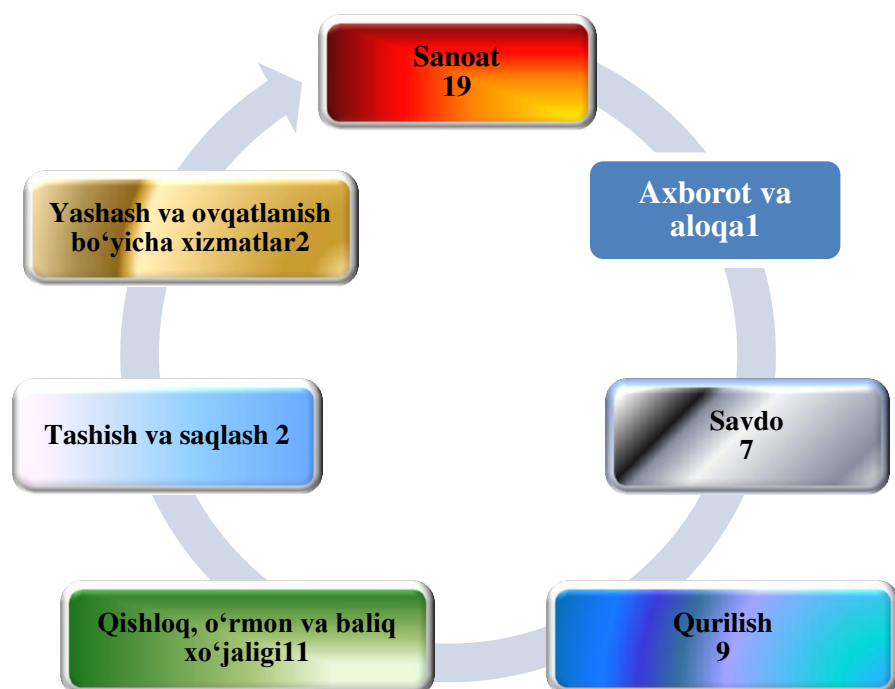 Sanoat
19
Axborot va
aloqa1
Savdo
7
Qurilish
9
Qishloq, o‘rmon va baliq
xo‘jaligi11
Tashish va saqlash 2
Yashash va ovqatlanish
bo‘yicha xizmatlar2